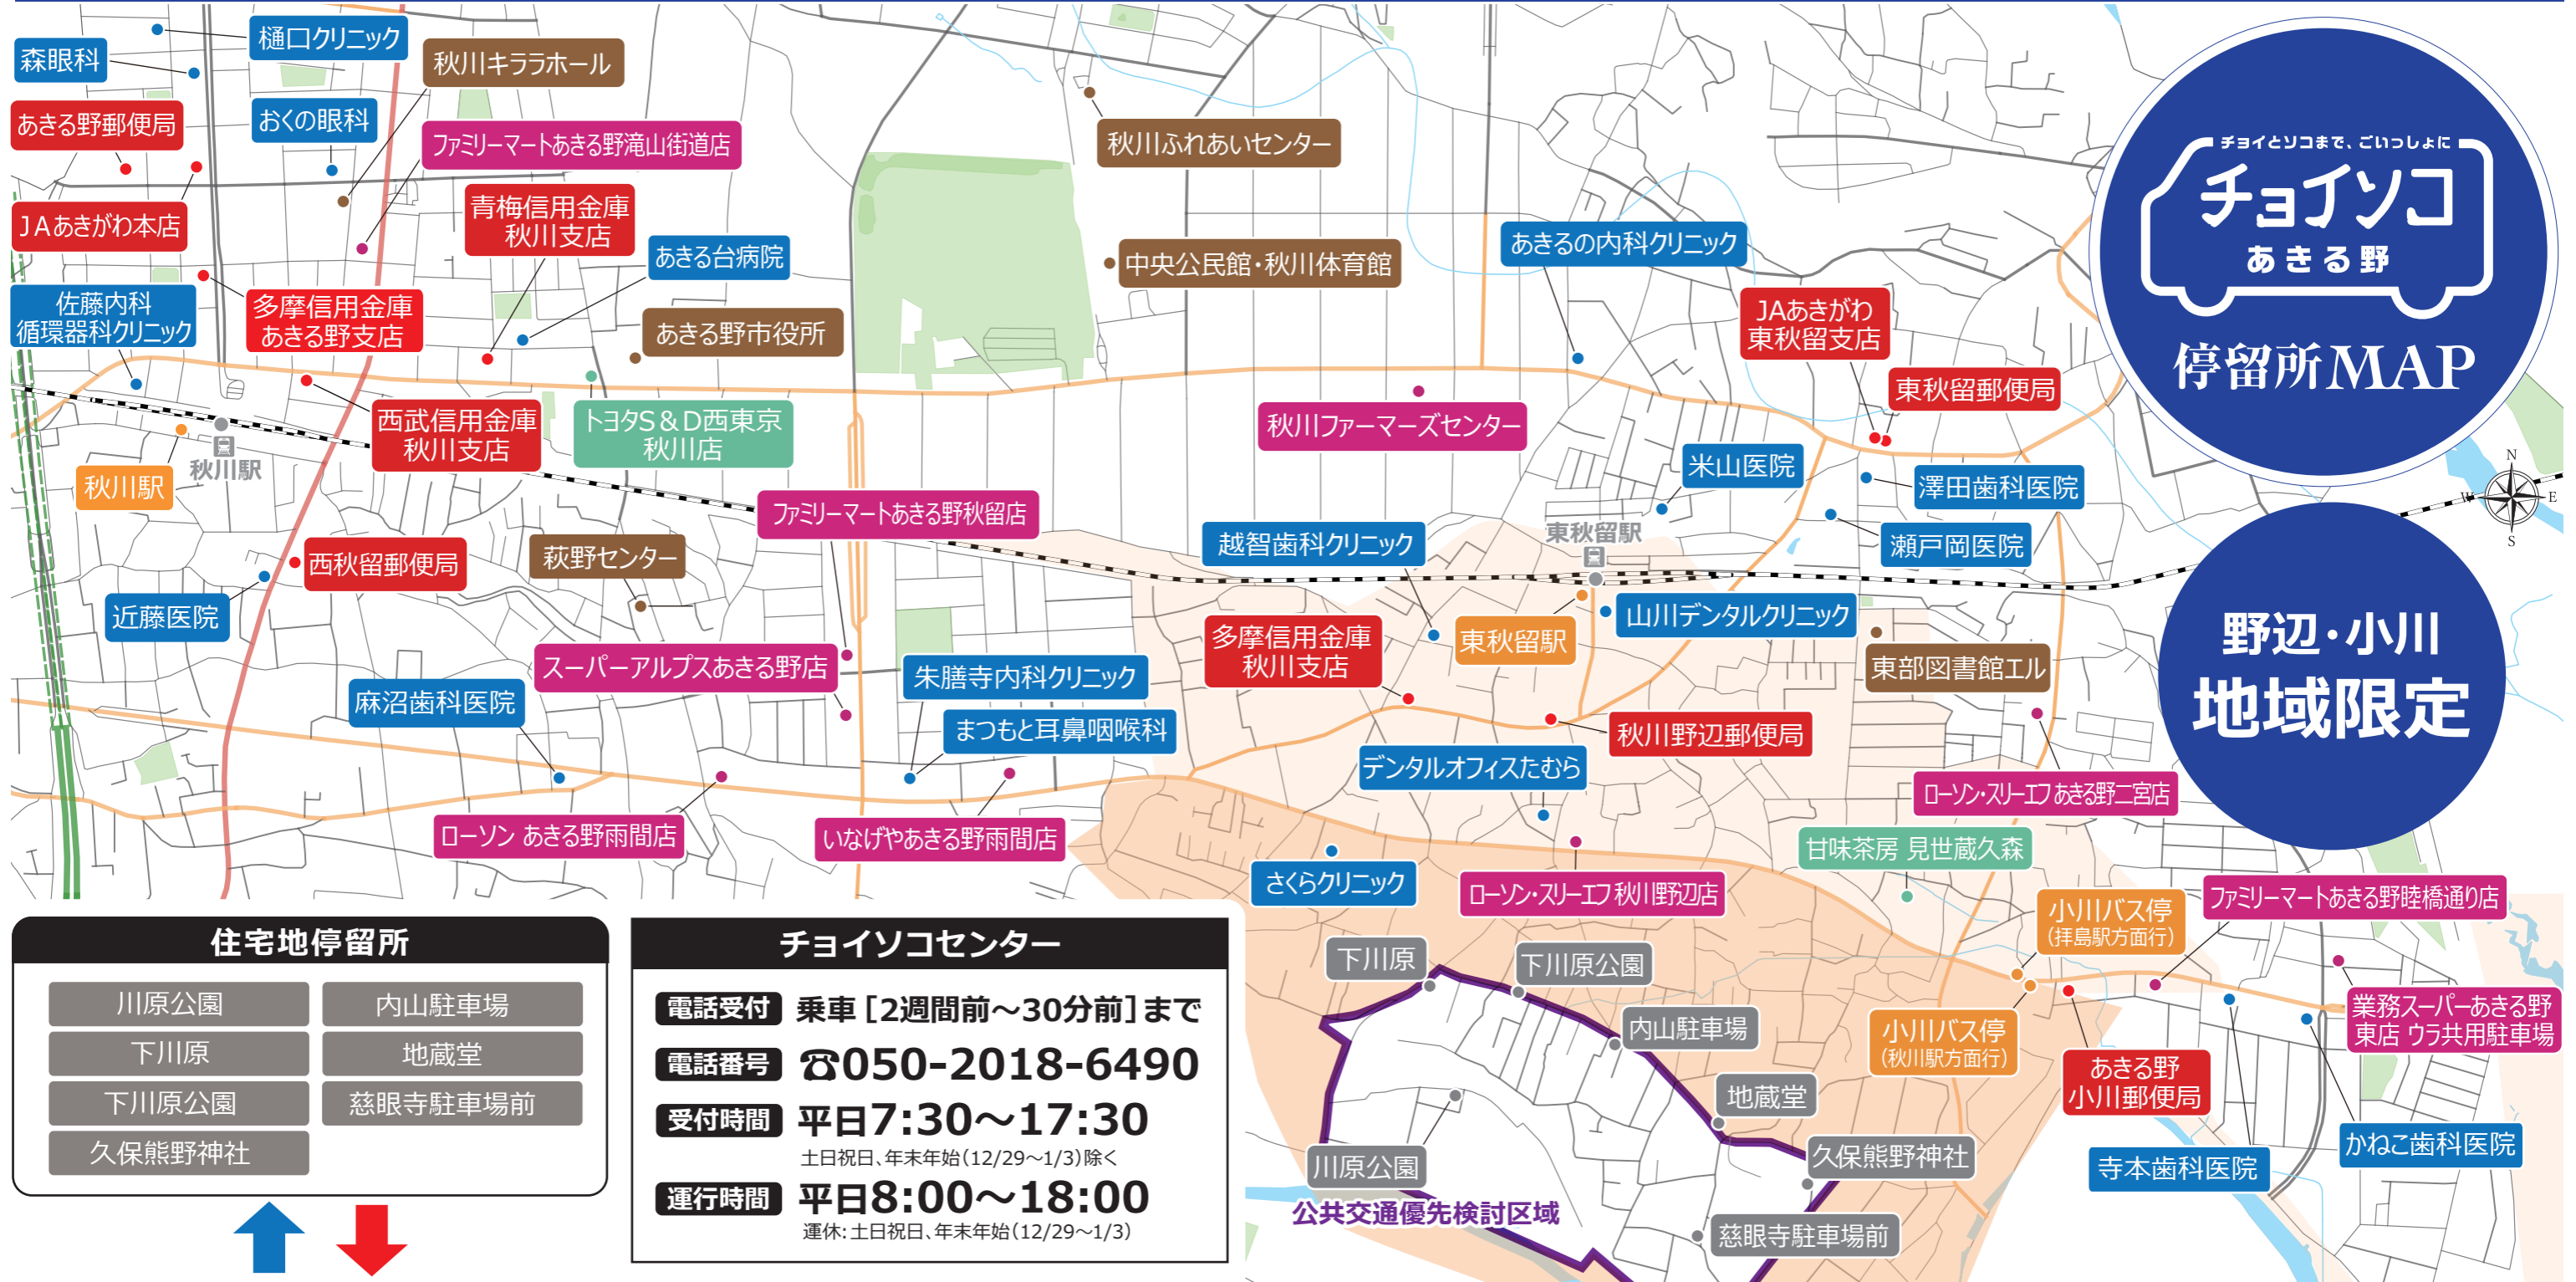 森眼科
樋口クリニック
秋川キララホール
あきる野郵便局
おくの眼科
ファミリーマートあきる野滝山街道店
秋川ふれあいセンター
JAあきがわ本店
青梅信用金庫
秋川支店
あきる台病院
中央公民館・秋川体育館
あきるの内科クリニック
佐藤内科
循環器科クリニック
多摩信用金庫
あきる野支店
あきる野市役所
JAあきがわ
東秋留支店
東秋留郵便局
西武信用金庫
秋川支店
トヨタS&D西東京
秋川店
秋川ファーマーズセンター
秋川駅
秋川駅
米山医院
澤田歯科医院
ファミリーマートあきる野秋留店
越智歯科クリニック
東秋留駅
瀬戸岡医院
西秋留郵便局
萩野センター
近藤医院
山川デンタルクリニック
多摩信用金庫
秋川支店
東秋留駅
東部図書館エル
スーパーアルプスあきる野店
朱膳寺内科クリニック
麻沼歯科医院
まつもと耳鼻咽喉科
秋川野辺郵便局
デンタルオフィスたむら
ローソン・スリーエフあきる野二宮店
ローソン あきる野雨間店
いなげやあきる野雨間店
甘味茶房 見世蔵久森
さくらクリニック
ローソン・スリーエフ秋川野辺店
小川バス停
(拝島駅方面行)
ファミリーマートあきる野睦橋通り店
下川原
下川原公園
内山駐車場
小川バス停
(秋川駅方面行)
業務スーパーあきる野
東店 ウラ共用駐車場
あきる野
小川郵便局
地蔵堂
川原公園
久保熊野神社
寺本歯科医院
かねこ歯科医院
公共交通優先検討区域
慈眼寺駐車場前
チョイとソコまで、ごいっしょに
チョイソコ
あきる野
停留所MAP
N
W
E
S
野辺・小川
地域限定
住宅地停留所
川原公園
内山駐車場
下川原
地蔵堂
下川原公園
慈眼寺駐車場前
久保熊野神社
チョイソコセンター
電話受付 乗車[2週間前～30分前]まで
電話番号 ☎050-2018-6490
受付時間 平日7:30～17:30
土日祝日、年末年始(12/29～1/3)除く
運行時間 平日8:00～18:00
運休:土日祝日、年末年始(12/29～1/3)